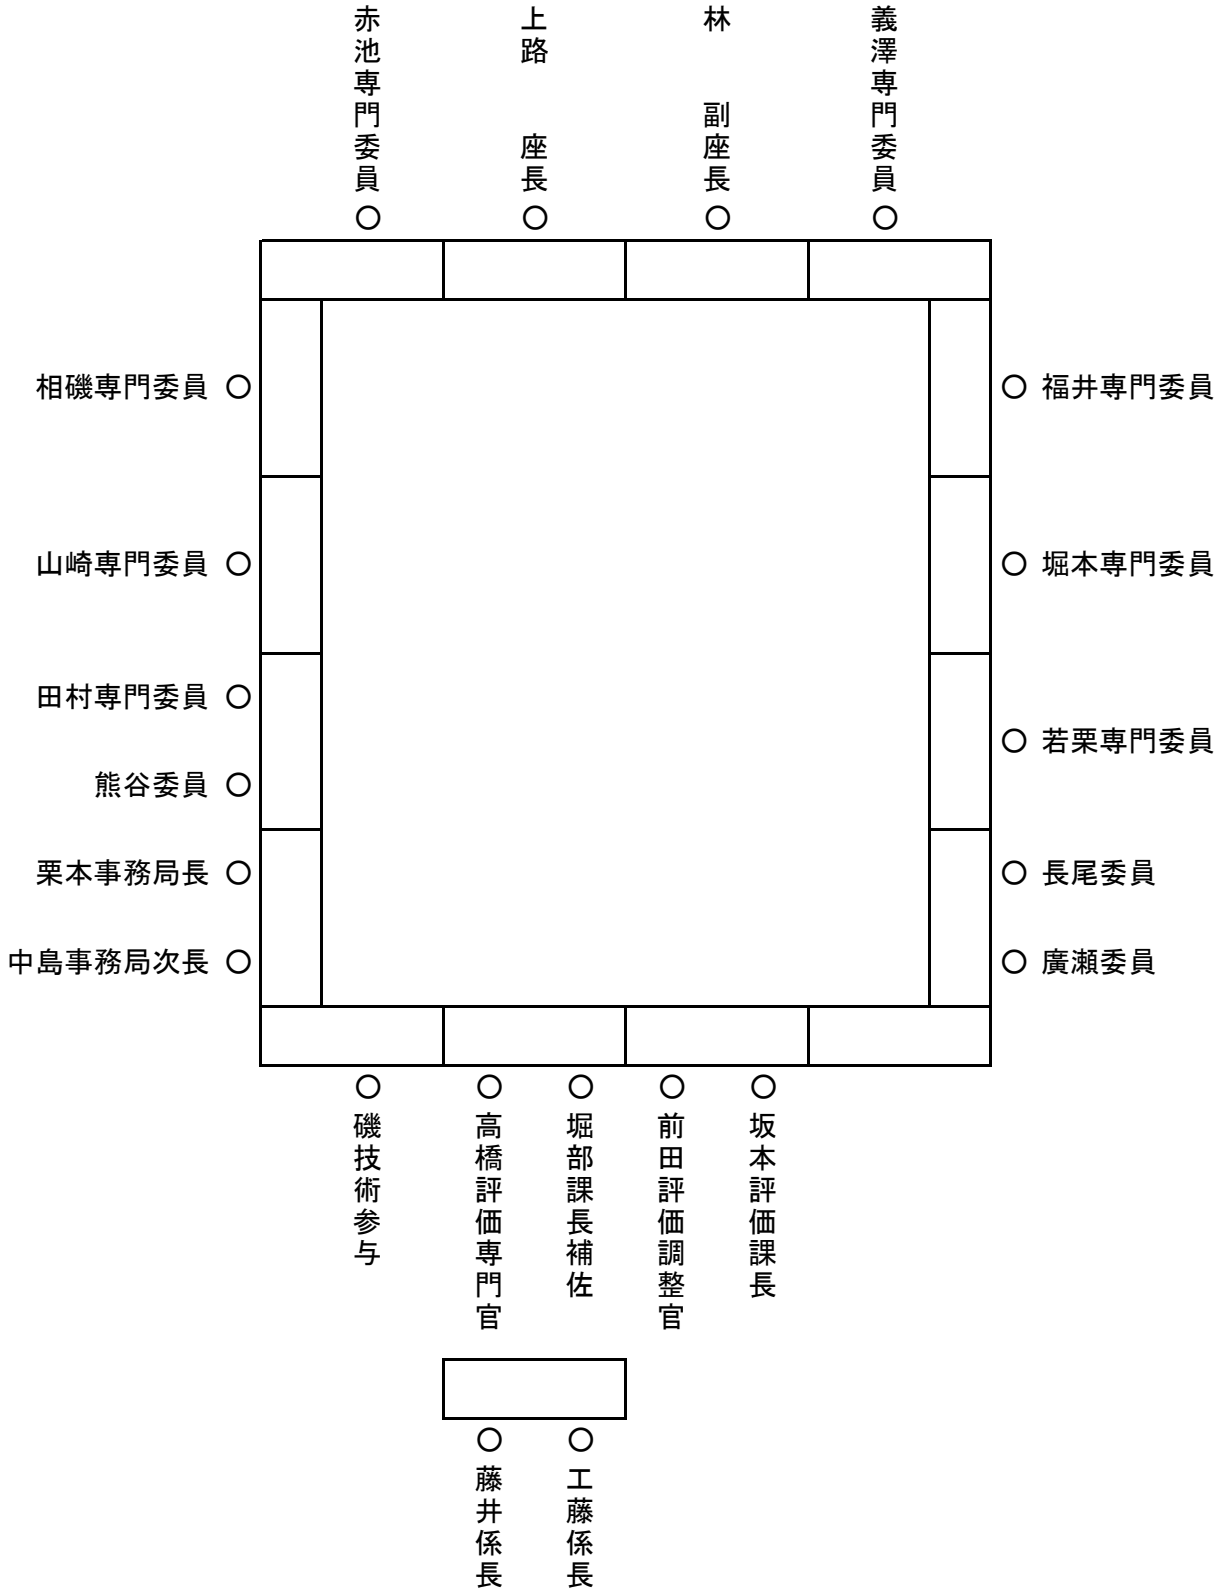 赤池専門委員
上路 座長
林 副座長
義澤専門委員
相磯専門委員
福井専門委員
山崎専門委員
堀本専門委員
田村専門委員
若栗専門委員
熊谷委員
栗本事務局長
長尾委員
中島事務局次長
廣瀬委員
磯技術参与
高橋評価専門官
堀部課長補佐
前田評価調整官
坂本評価課長
藤井係長
工藤係長